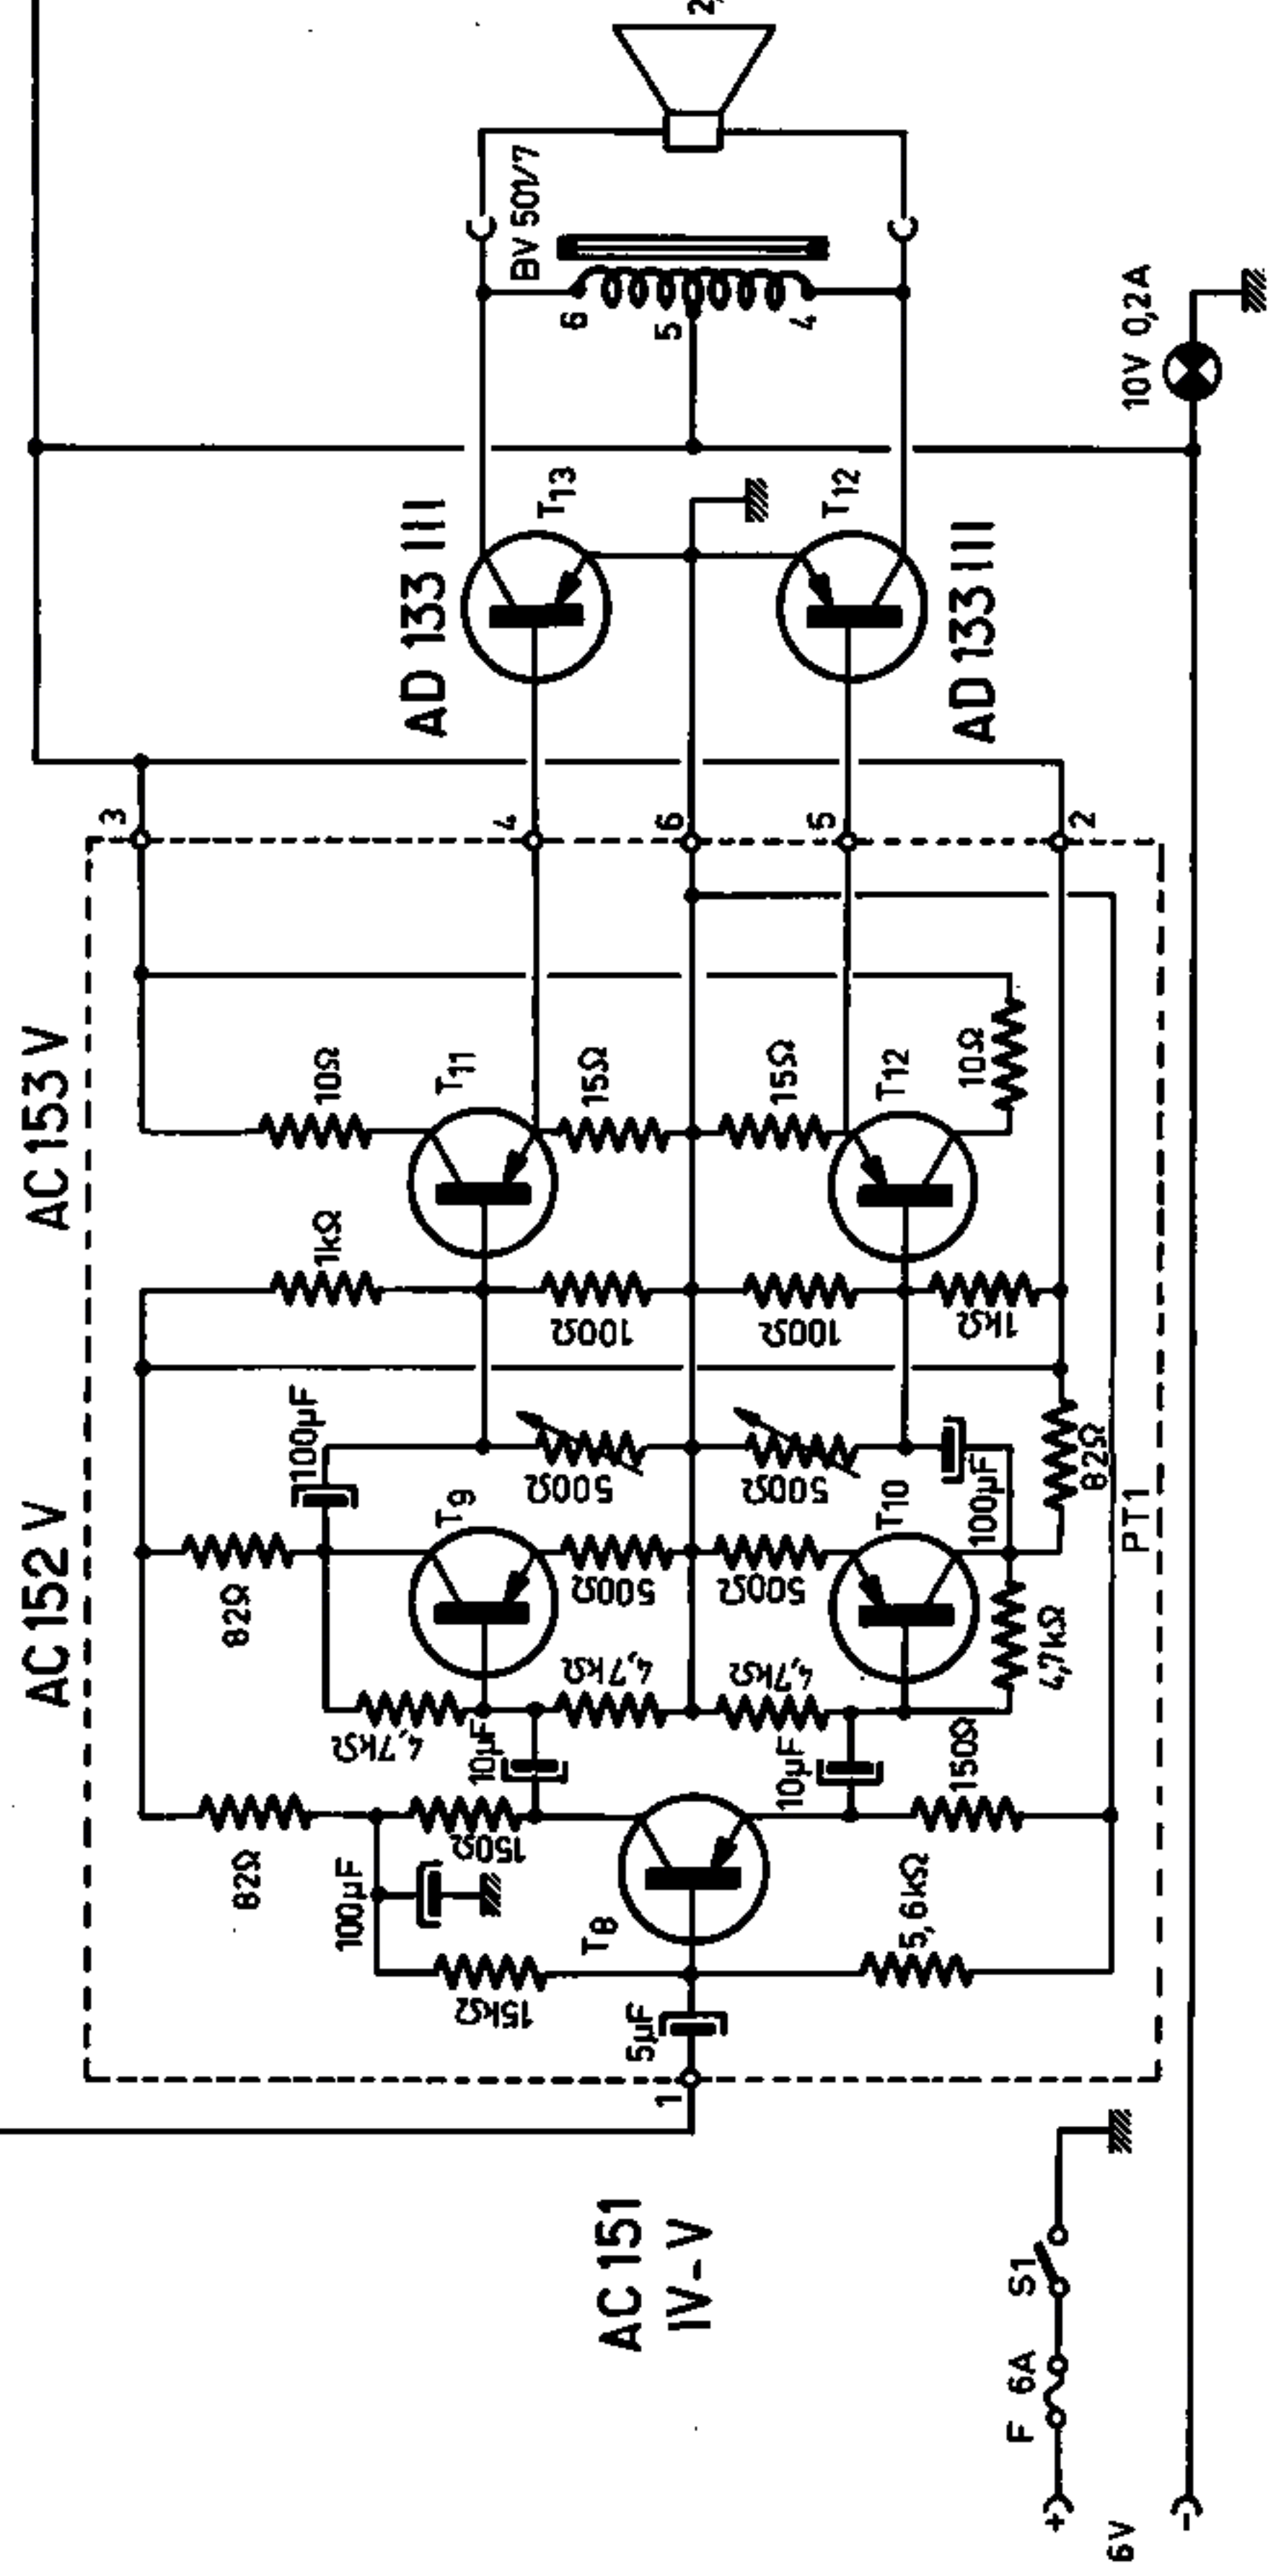 AC 152 V
AC 153 V
3
2
82Ω
100µF
1kΩ
10Ω
AD 133 III
BV 501/7
82Ω
4,7kΩ
T9
T11
4
T13
6
100µF
150Ω
10µF
500Ω
500Ω
100Ω
15Ω
15kΩ
4,7kΩ
5
T8
6
5µF
1
4,7kΩ
500Ω
500Ω
100Ω
15Ω
4
AC 151
IV-V
10µF
T10
T12
5
T12
5,6kΩ
150Ω
100µF
1kΩ
10Ω
AD 133 III
4,7kΩ
82Ω
2
F 6A S1
PT1
10V 0,2A
+
6V
-